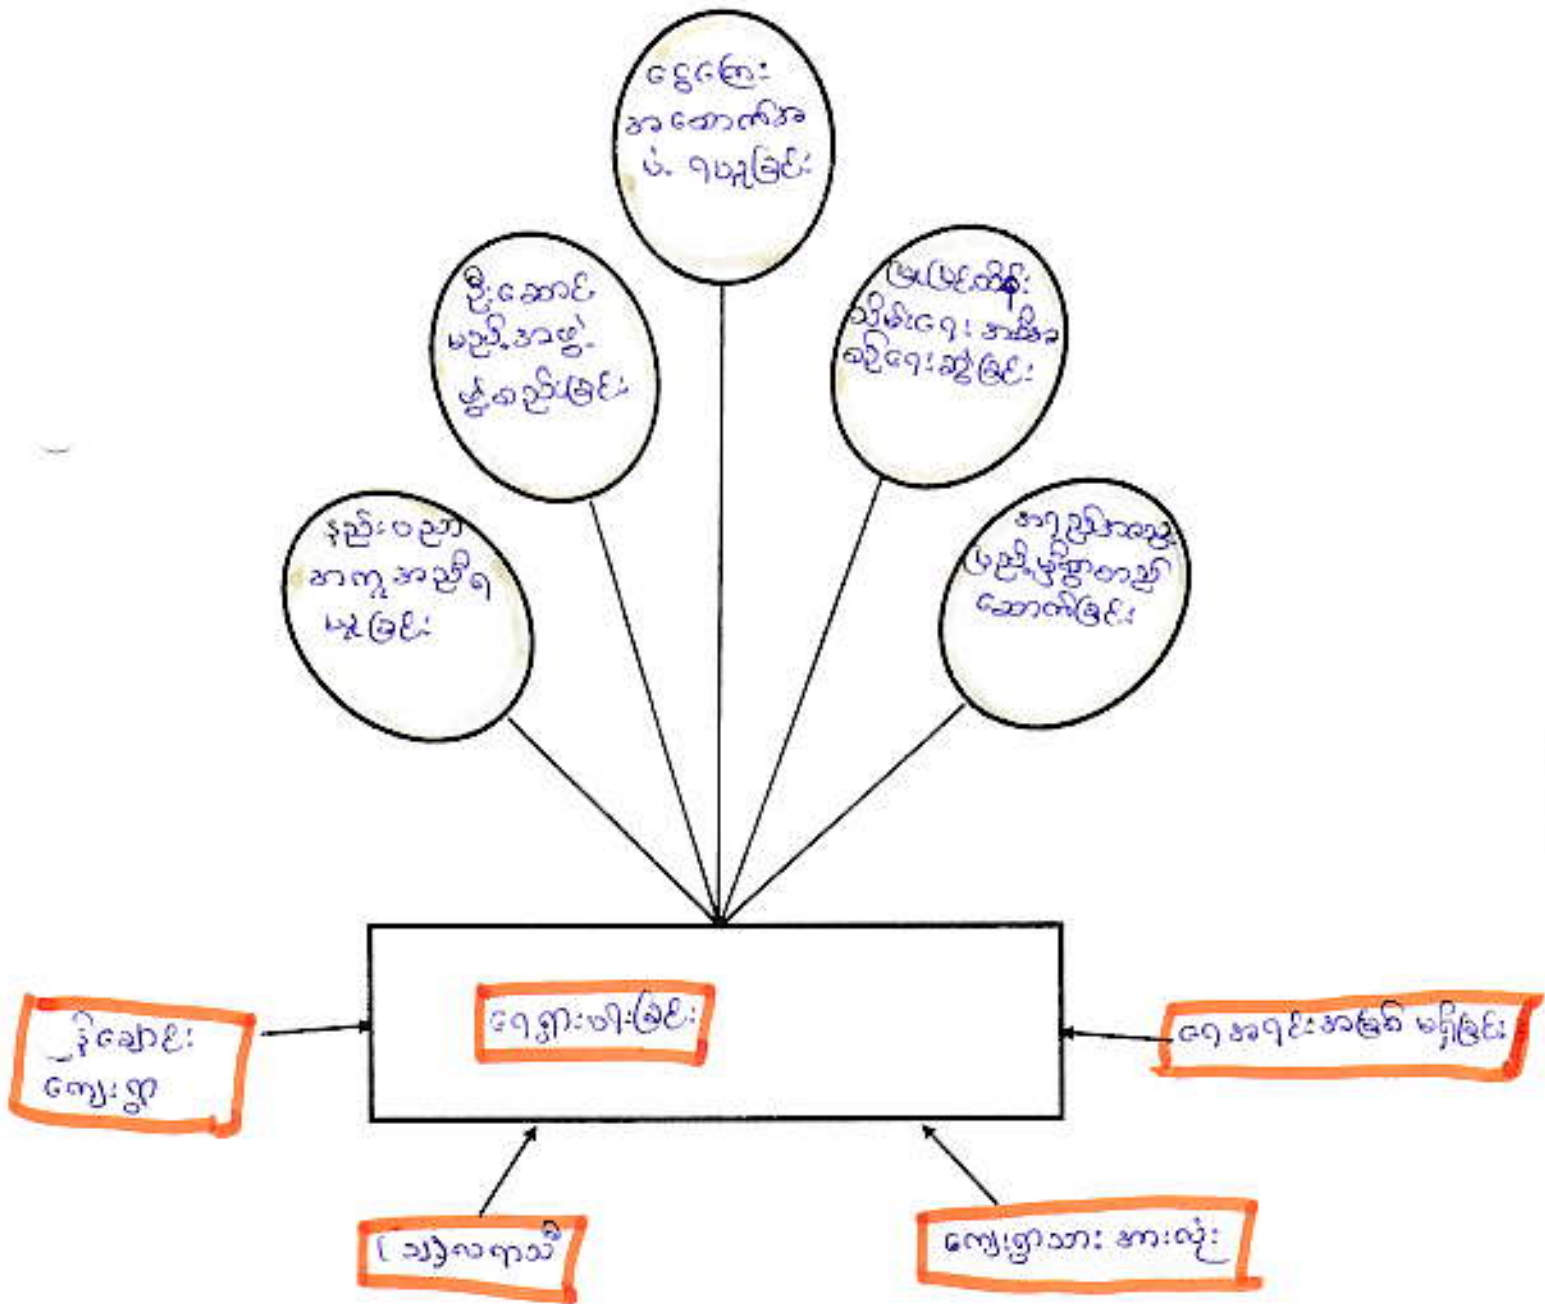 ငွေကြေး
အထောက်အ
ပံ့ ရယူခြင်း
ဦးဆောင်
မည့်အဖွဲ့
ဖွဲ့စည်းခြင်း
ပြုပြင်ထိန်း
သိမ်းရေး အစီအ
စဉ်ရေးဆွဲခြင်း
နည်းပညာ
အကူအညီရ
ယူခြင်း
အရည်အသွေး
ပြည့်မှီစွာတည်
ဆောက်ခြင်း
ရေရှားပါးခြင်း
ချောင်း
ကျေးရွာ
ရေအရင်းအမြစ် မရှိခြင်း
ရာသီ
ကျေးရွာသား အားလုံး